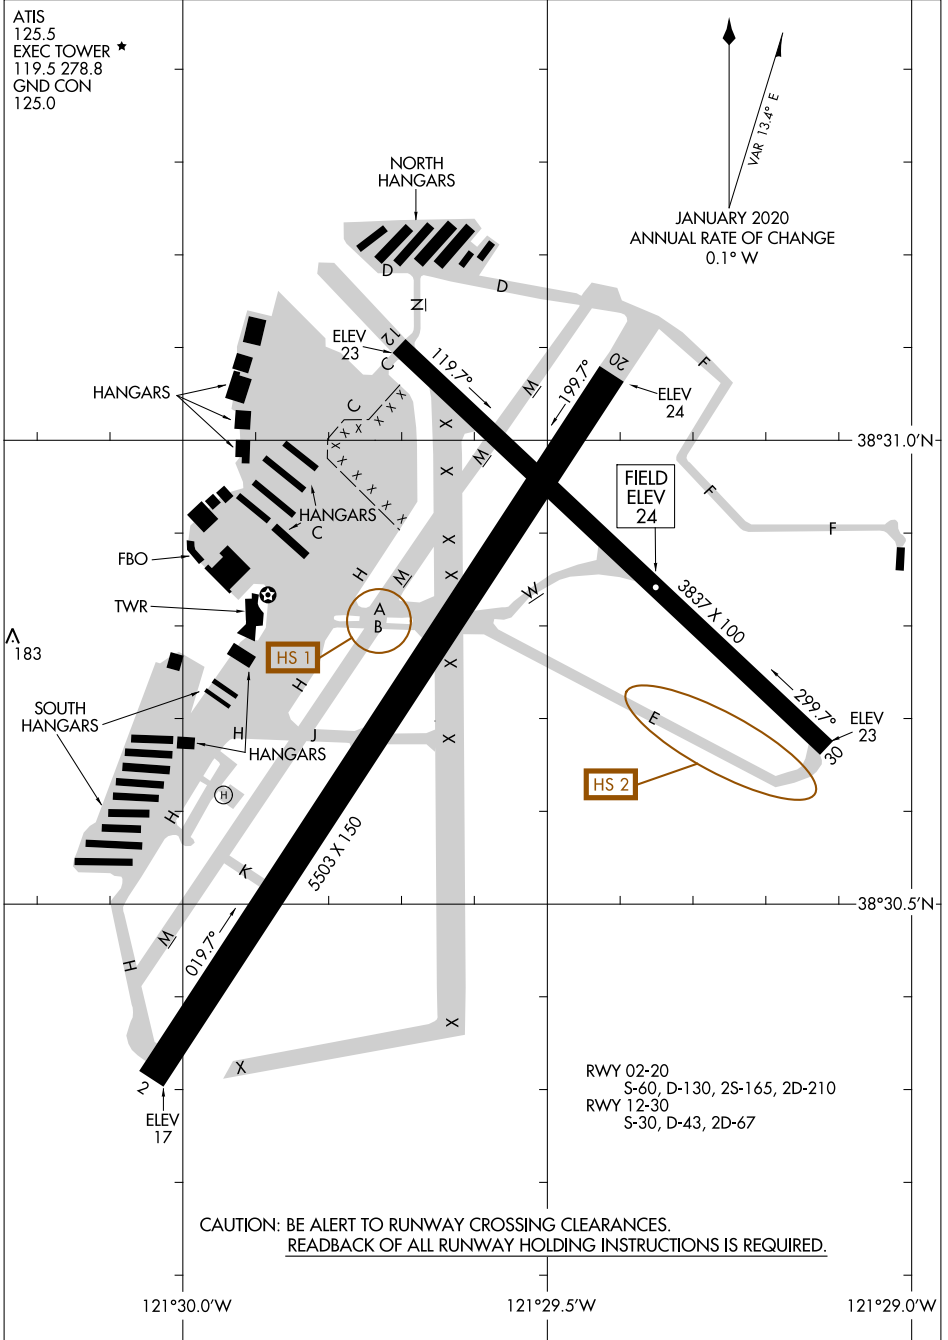 ATIS
125.5
EXEC TOWER ★
119.5 278.8
GND CON
125.0
VAR 13.4° E
JANUARY 2020
ANNUAL RATE OF CHANGE
0.1° W
NORTH
HANGARS
D
D
N
12
ELEV
23
C
119.7°
M
199.7°
20
F
ELEV
24
HANGARS
C
X X X X X
X
M
38°31.0'N
X
FIELD
ELEV
24
F
F
X X X X X X
HANGARS
C
FBO
X
H
M
X
W
TWR
A
B
3837 X 100
183
HS 1
X
H
299.7°
SOUTH
HANGARS
E
ELEV
23
H
J
X
HANGARS
30
HS 2
H
H
5503 X 150
K
38°30.5'N
M
019.7°
H
X
X
2
ELEV
17
RWY 02-20
S-60, D-130, 2S-165, 2D-210
RWY 12-30
S-30, D-43, 2D-67
CAUTION: BE ALERT TO RUNWAY CROSSING CLEARANCES.
READBACK OF ALL RUNWAY HOLDING INSTRUCTIONS IS REQUIRED.
121°30.0'W
121°29.5'W
121°29.0'W